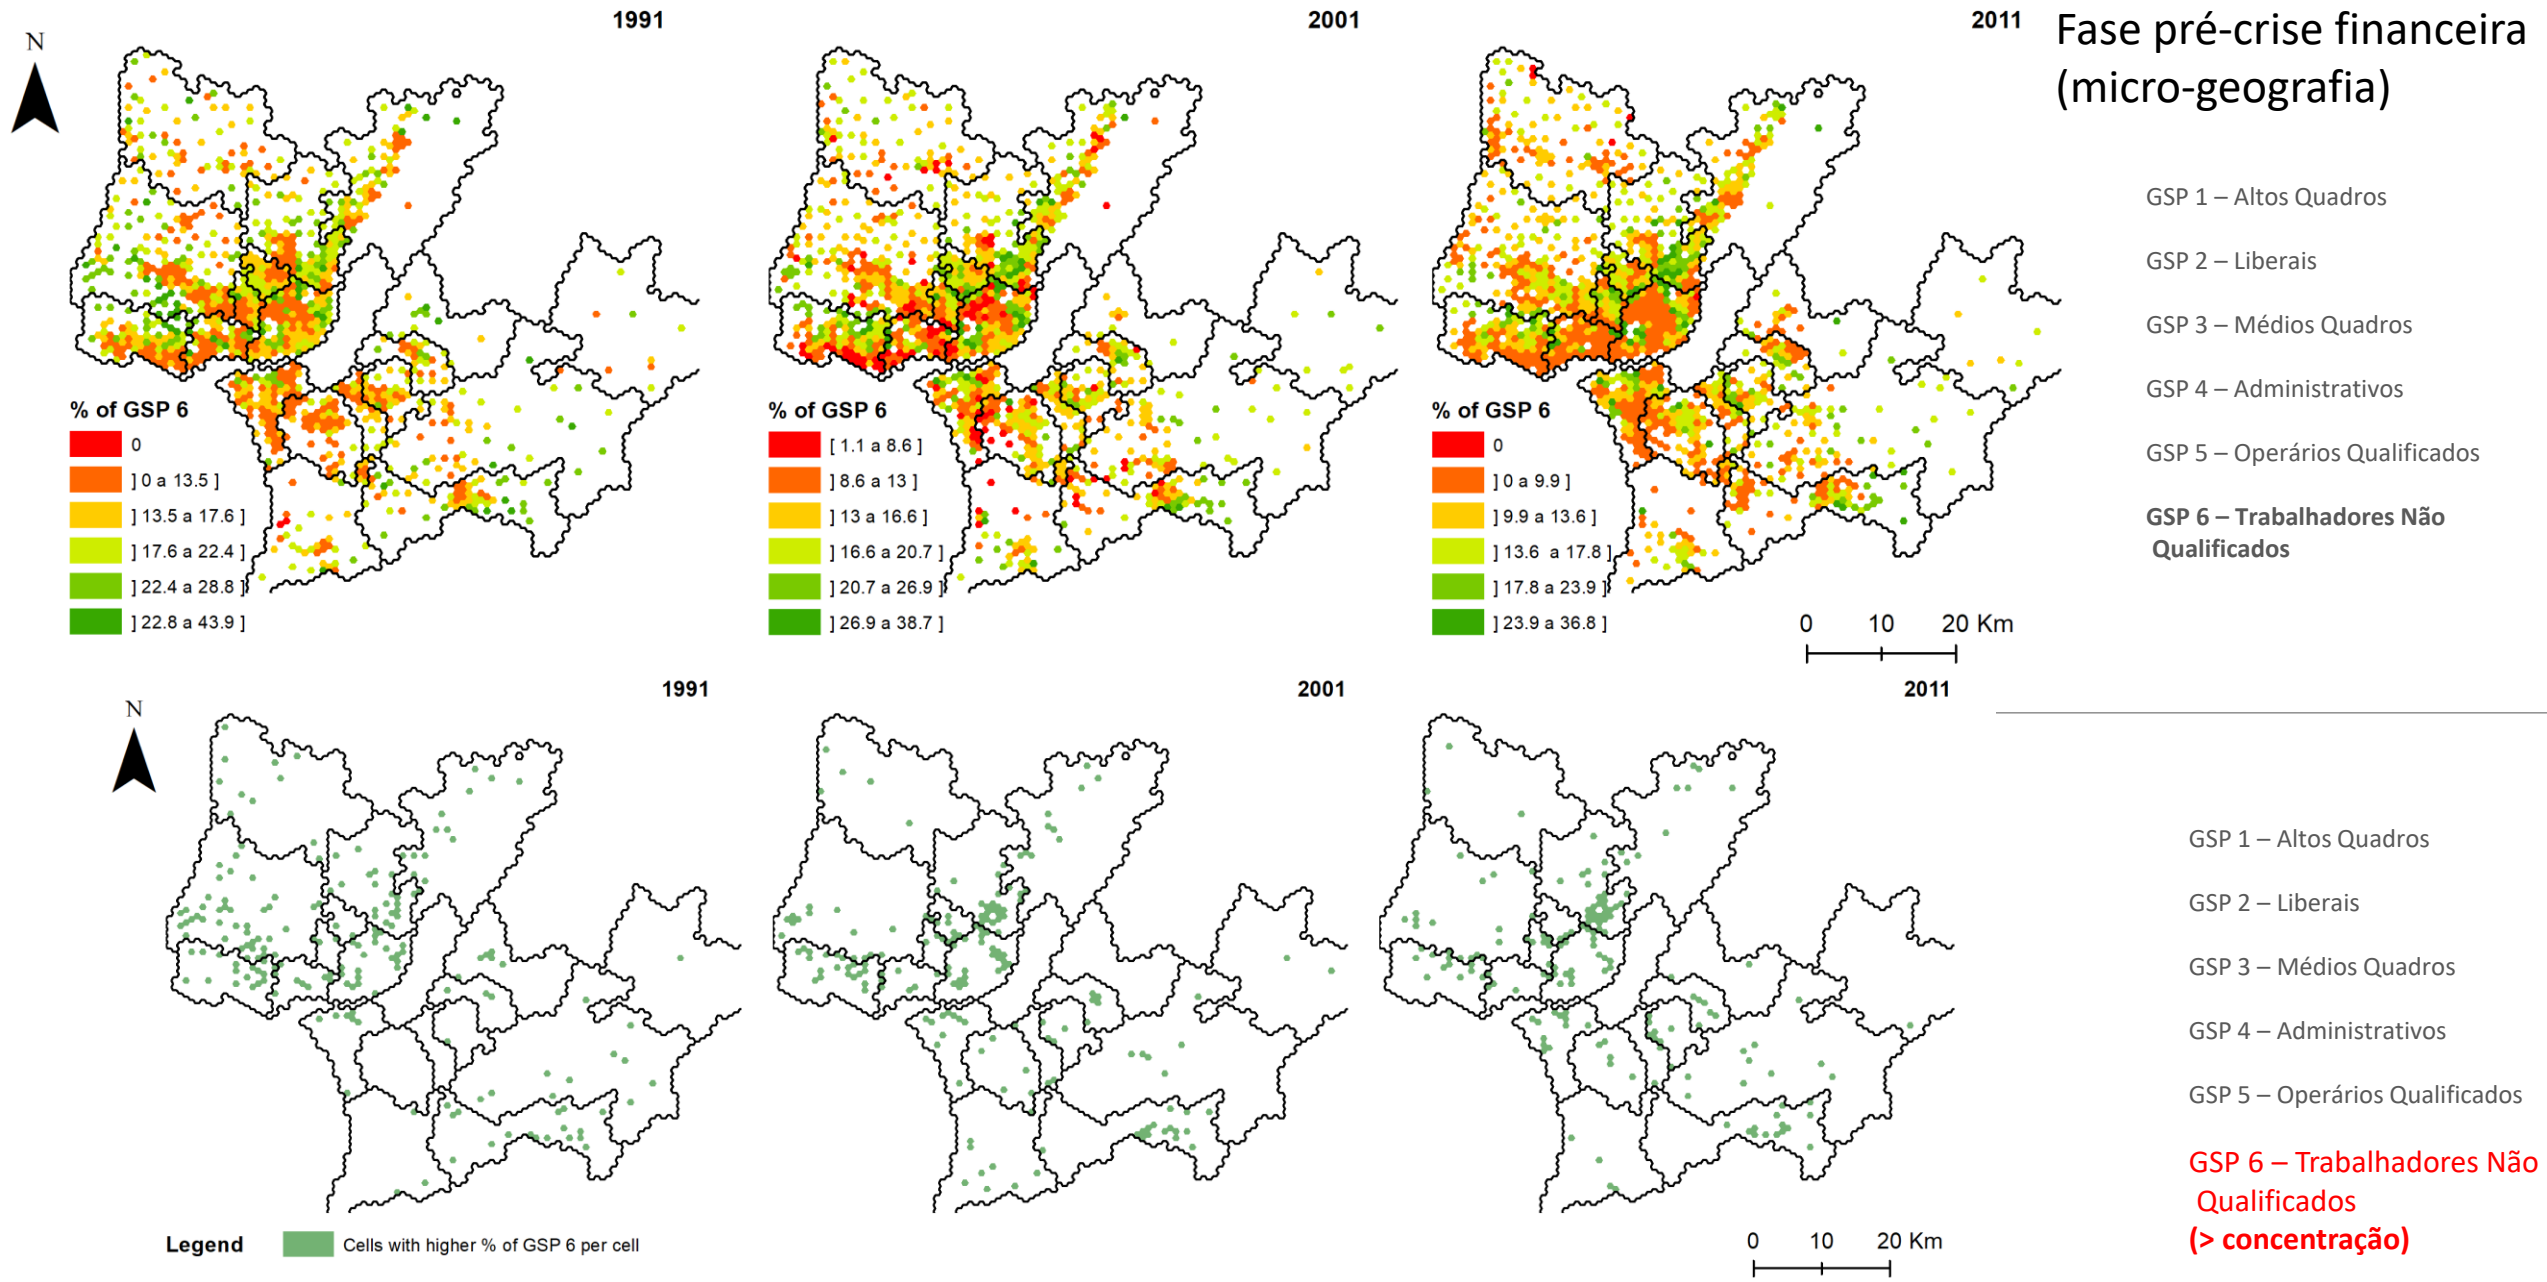 1991
2001
2011
Fase pré-crise financeira
(micro-geografia)
N
GSP 1 – Altos Quadros
GSP 2 – Liberais
GSP 3 – Médios Quadros
GSP 4 – Administrativos
GSP 5 – Operários Qualificados
GSP 6 – Trabalhadores Não
Qualificados
% of GSP 6
0
] 0 a 13.5 ]
] 13.5 a 17.6 ]
] 17.6 a 22.4 ]
] 22.4 a 28.8 ]
] 22.8 a 43.9 ]
% of GSP 6
[ 1.1 a 8.6 ]
] 8.6 a 13 ]
] 13 a 16.6 ]
] 16.6 a 20.7 ]
] 20.7 a 26.9 ]
] 26.9 a 38.7 ]
% of GSP 6
0
] 0 a 9.9 ]
] 9.9 a 13.6 ]
] 13.6 a 17.8 ]
] 17.8 a 23.9 ]
] 23.9 a 36.8 ]
0 10 20 Km
1991
2001
2011
N
GSP 1 – Altos Quadros
GSP 2 – Liberais
GSP 3 – Médios Quadros
GSP 4 – Administrativos
GSP 5 – Operários Qualificados
GSP 6 – Trabalhadores Não
Qualificados
(> concentração)
Legend
Cells with higher % of GSP 6 per cell
0 10 20 Km